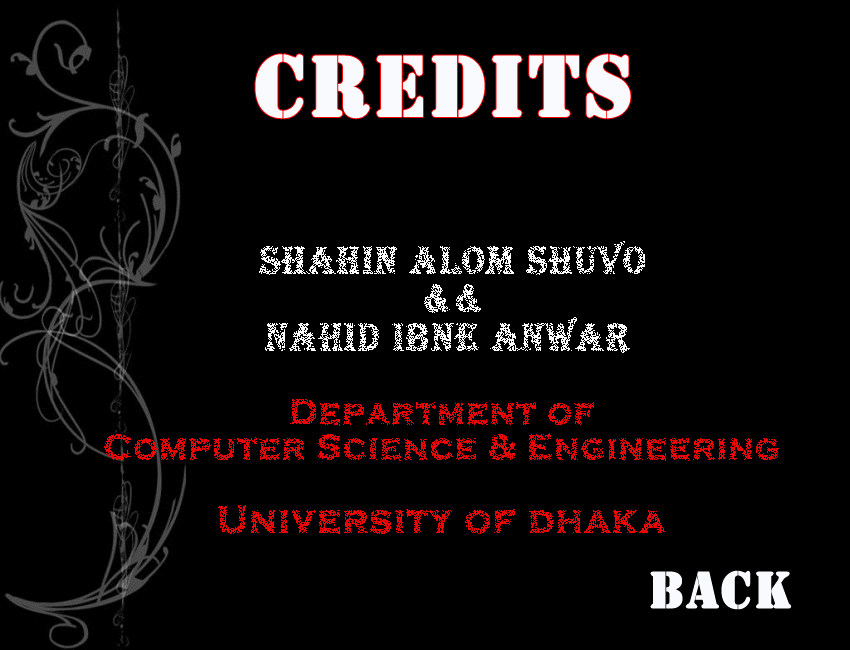 CREDITS
SHAHIN ALOM SHUVO
& &
NAHID IBNE ANWAR
DEPARTMENT OF
COMPUTER SCIENCE & ENGINEERING
UNIVERSITY OF DHAKA
BACK